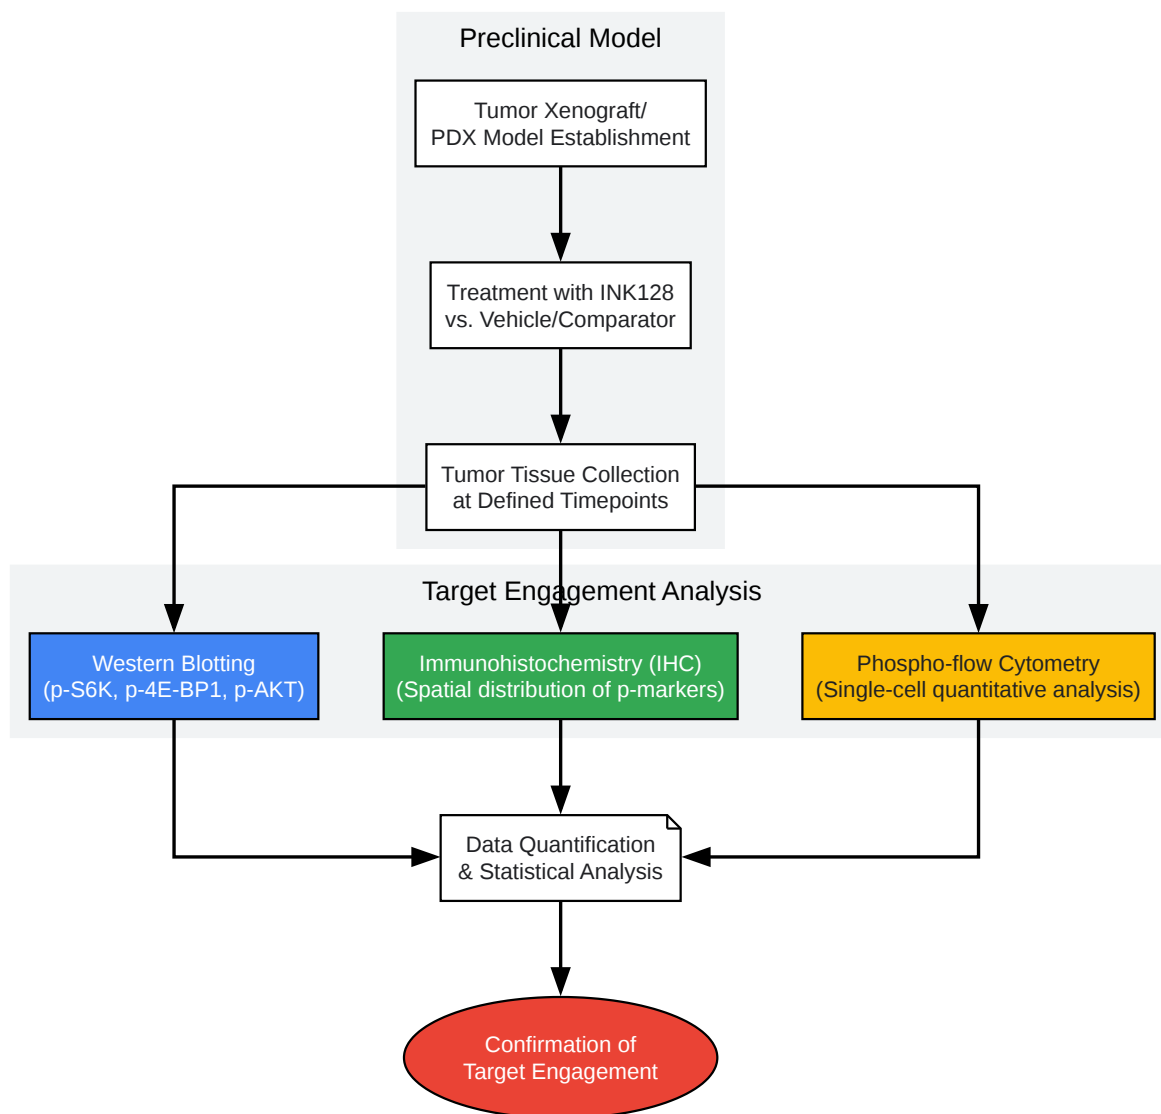 Preclinical Model
Tumor Xenograft/
PDX Model Establishment
Treatment with INK128
vs. Vehicle/Comparator
Tumor Tissue Collection
at Defined Timepoints
Target Engagement Analysis
Western Blotting
(p-S6K, p-4E-BP1, p-AKT)
Immunohistochemistry (IHC)
(Spatial distribution of p-markers)
Phospho-flow Cytometry
(Single-cell quantitative analysis)
Data Quantification
& Statistical Analysis
Confirmation of
Target Engagement